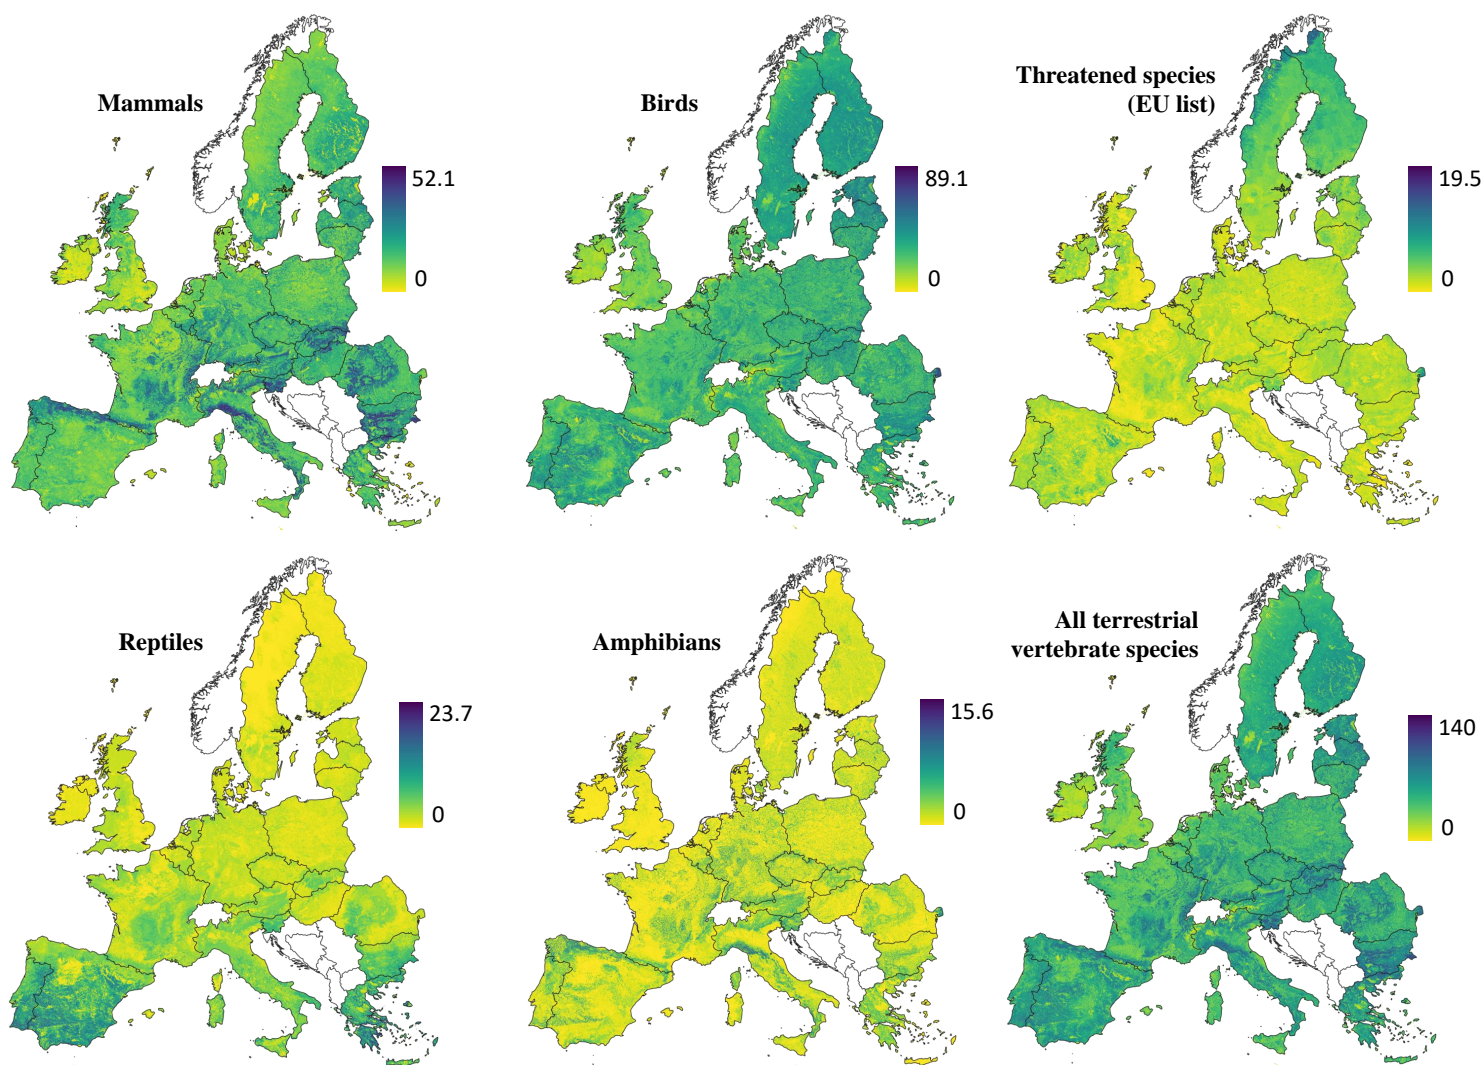 Mammals
52.1
0
Birds
89.1
0
Threatened species
(EU list)
19.5
0
Reptiles
23.7
0
Amphibians
15.6
0
All terrestrial
vertebrate species
140
0